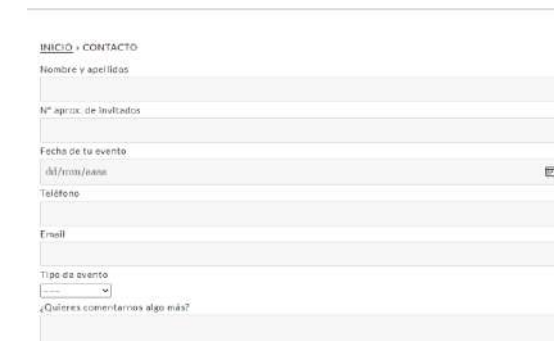 INICIO » CONTACTO
Nombre y apellidos
Nº aprox. de invitados
Fecha de tu evento
dd/mm/aaaa
Teléfono
Email
Tipo de evento
---
¿Quieres comentarnos algo más?